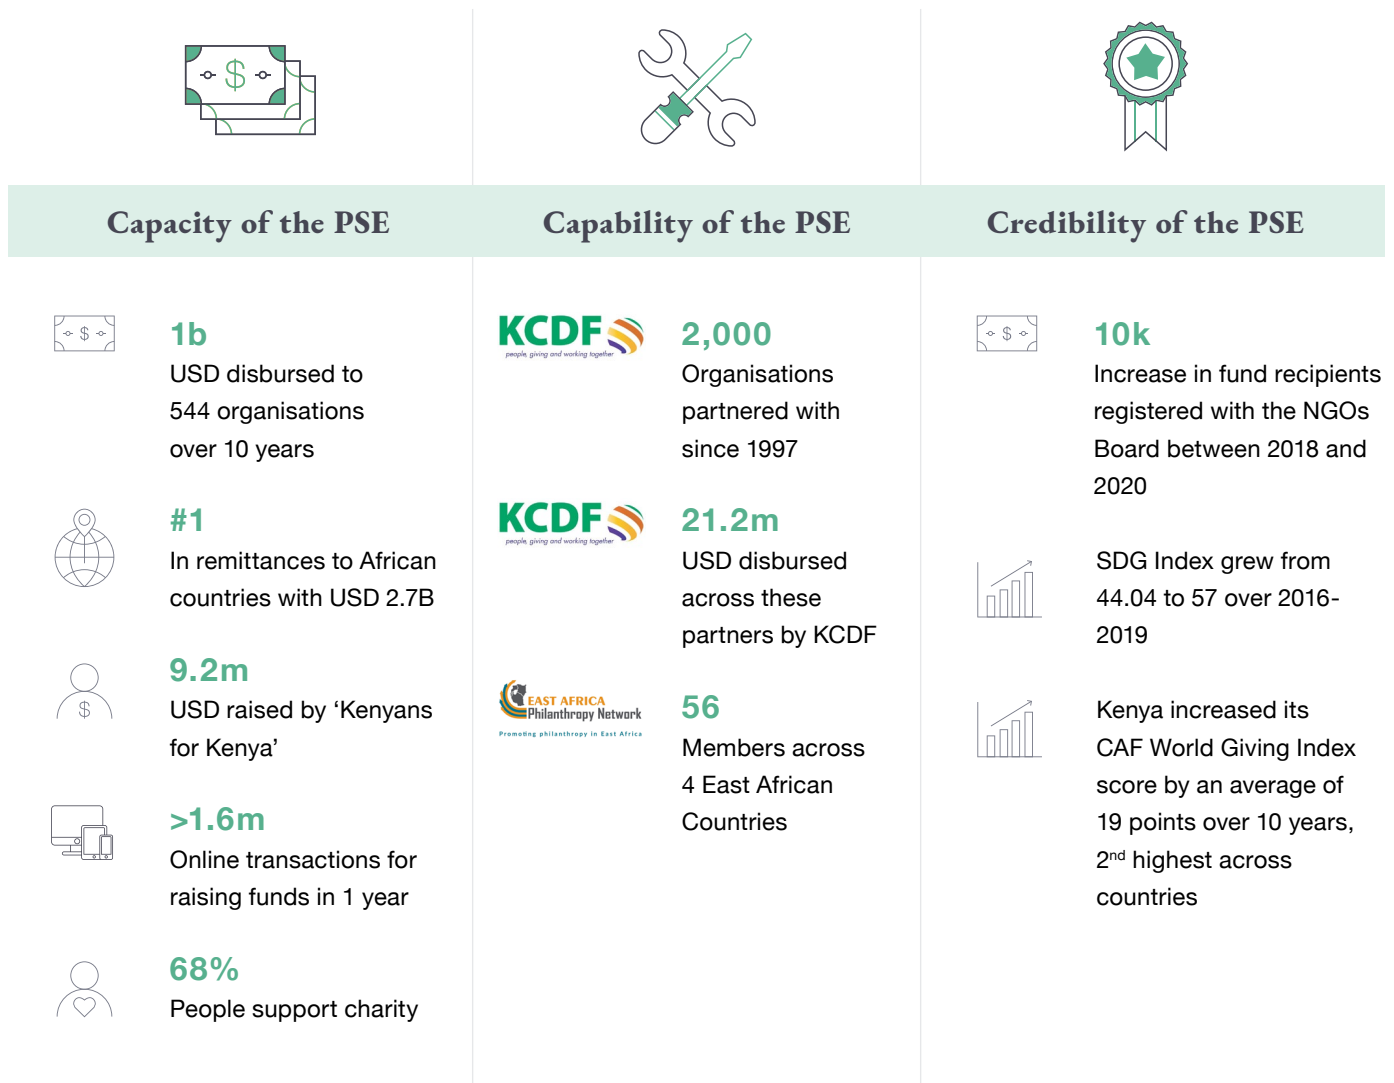 Capacity of the PSE
Capability of the PSE
Credibility of the PSE
1b
USD disbursed to
544 organisations
over 10 years
#1
In remittances to African
countries with USD 2.7B
9.2m
USD raised by ‘Kenyans
for Kenya’
>1.6m
Online transactions for
raising funds in 1 year
68%
People support charity
KCDF
people, giving and working together
2,000
Organisations
partnered with
since 1997
KCDF
people, giving and working together
21.2m
USD disbursed
across these
partners by KCDF
EAST AFRICA
Philanthropy Network
Promoting philanthropy in East Africa
56
Members across
4 East African
Countries
10k
Increase in fund recipients
registered with the NGOs
Board between 2018 and
2020
SDG Index grew from
44.04 to 57 over 2016-
2019
Kenya increased its
CAF World Giving Index
score by an average of
19 points over 10 years,
2nd highest across
countries